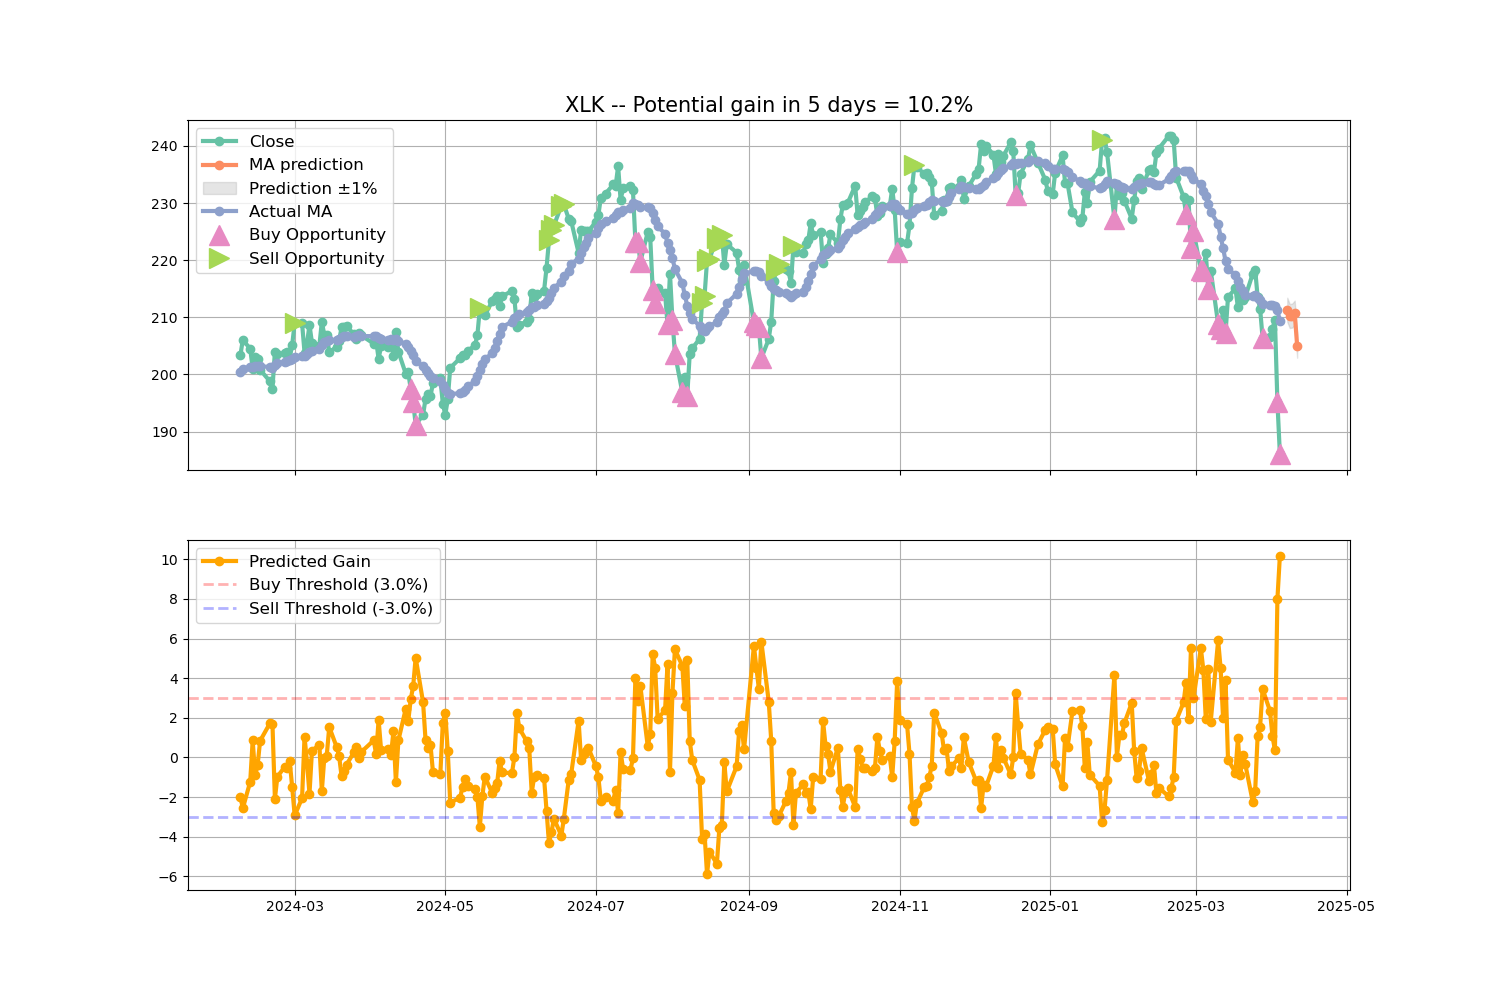 XLK -- Potential gain in 5 days = 10.2%
Close
MA prediction
Prediction ±1%
Actual MA
Buy Opportunity
Sell Opportunity
240
230
220
210
200
190
Predicted Gain
Buy Threshold (3.0%)
Sell Threshold (-3.0%)
10
8
6
4
2
0
−2
−4
−6
2024-03
2024-05
2024-07
2024-09
2024-11
2025-01
2025-03
2025-05